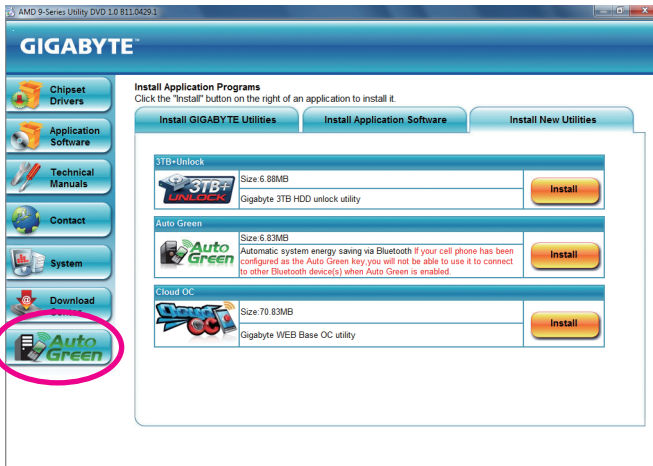 AMD 9-Series Utility DVD 1.0 B11.0429.1
GIGABYTE™
Chipset
Drivers
Application
Software
Technical
Manuals
Contact
System
Download
Center
Auto
Green
Install Application Programs
Click the "Install" button on the right of an application to install it.
Install GIGABYTE Utilities
Install Application Software
Install New Utilities
3TB+Unlock
3TB+
UNLOCK
Size:6.88MB
Gigabyte 3TB HDD unlock utility
Install
Auto Green
Auto
Green
Size:6.83MB
Automatic system energy saving via Bluetooth If your cell phone has been
configured as the Auto Green key,you will not be able to use it to connect
to other Bluetooth device(s) when Auto Green is enabled.
Install
Cloud OC
Cloud
OC
Size:70.83MB
Gigabyte WEB Base OC utility
Install